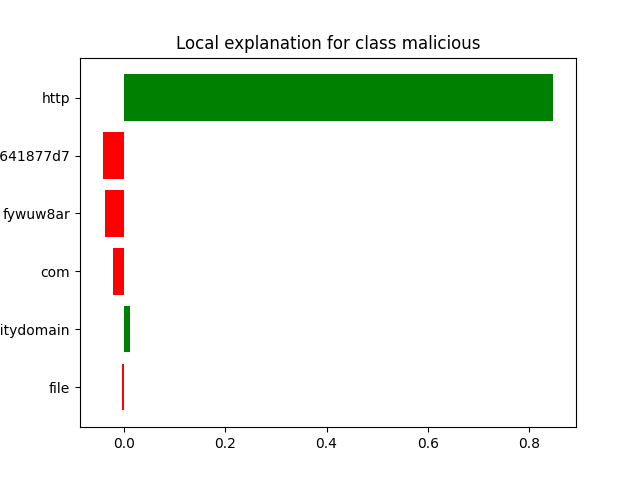 Local explanation for class malicious
http
641877d7
fywuw8ar
com
itydomain
file
0.0 0.2 0.4 0.6 0.8